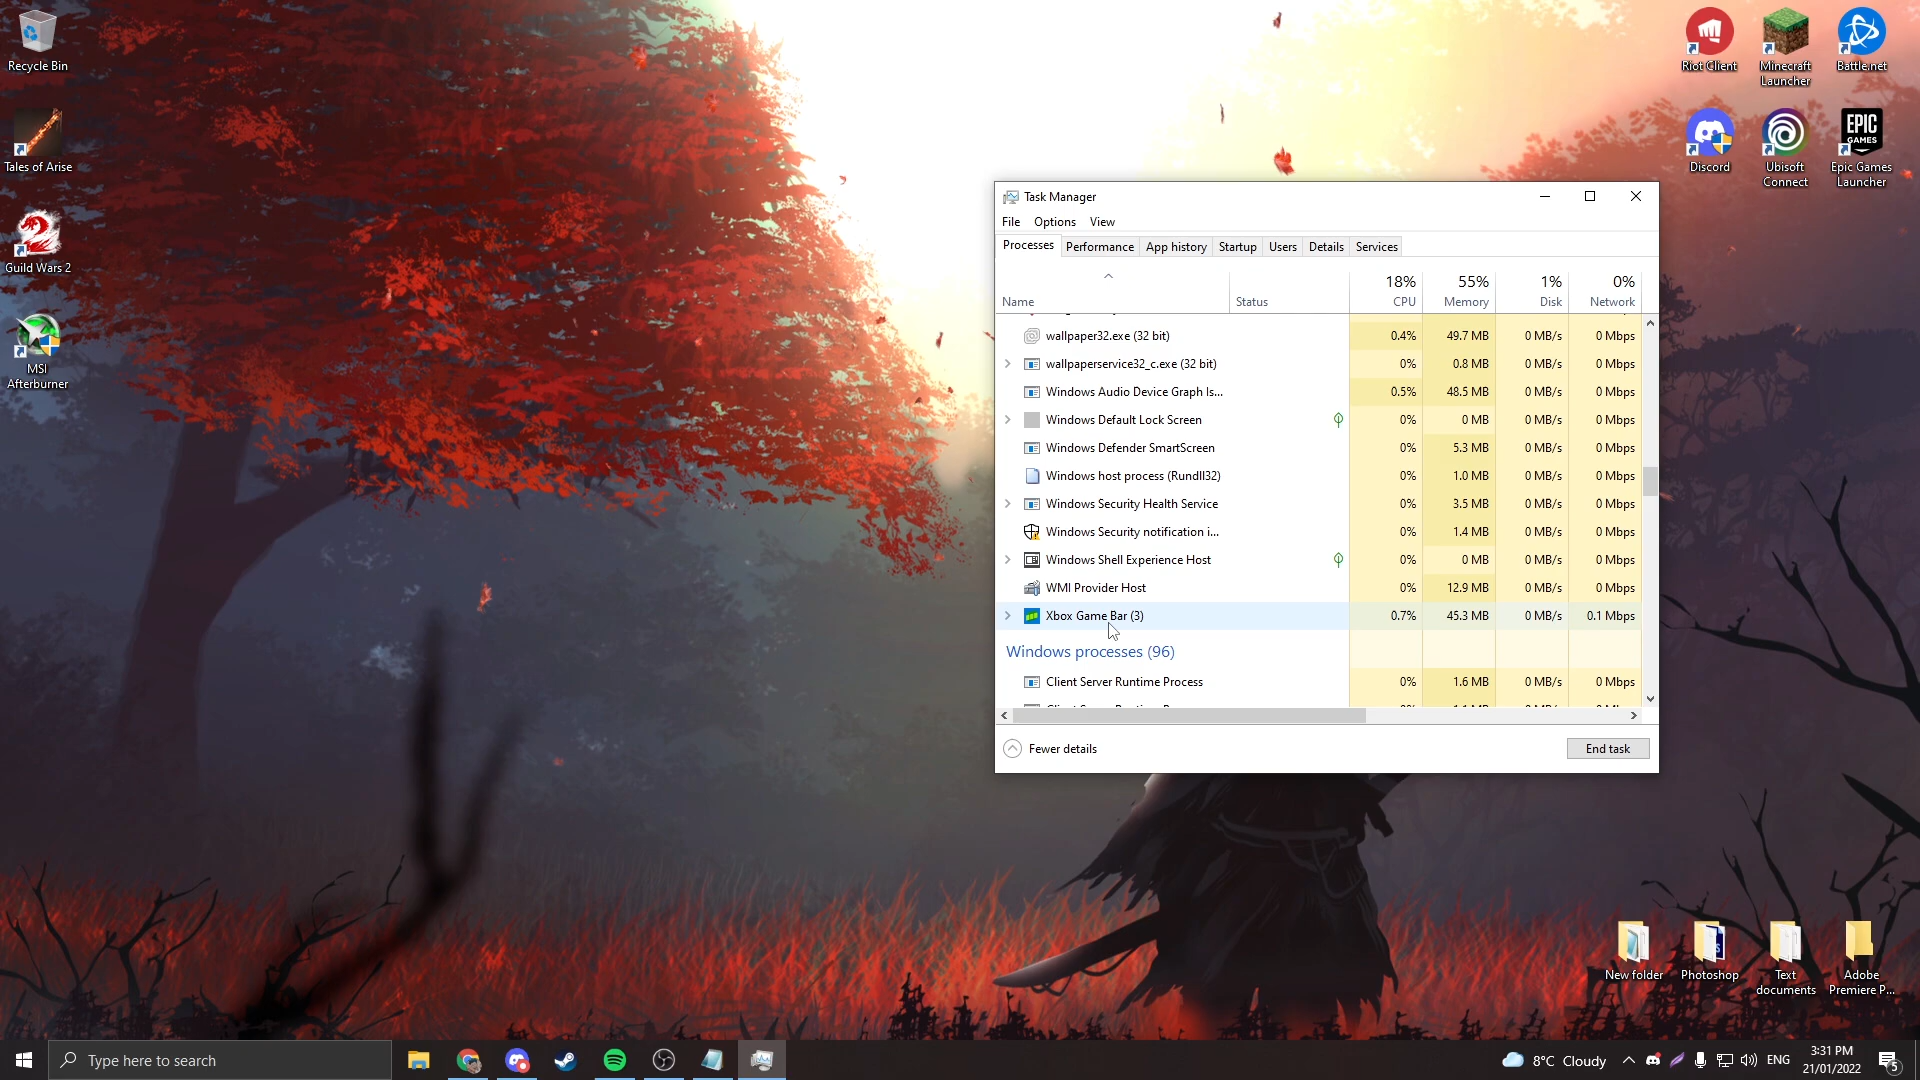 Recycle Bin
Tales of Arise
Guild Wars 2
MSI
Afterburner
Riot Client
Minecraft
Launcher
Battle.net
Discord
Ubisoft
Connect
EPIC
GAMES
Epic Games
Launcher
Task Manager
File Options View
Processes Performance App history Startup Users Details Services
18% 55% 1% 0%
Name Status CPU Memory Disk Network
wallpaper32.exe (32 bit) 0.4% 49.7 MB 0 MB/s 0 Mbps
wallpaperservice32_c.exe (32 bit) 0% 0.8 MB 0 MB/s 0 Mbps
Windows Audio Device Graph Is... 0.5% 48.5 MB 0 MB/s 0 Mbps
Windows Default Lock Screen 0% 0 MB 0 MB/s 0 Mbps
Windows Defender SmartScreen 0% 5.3 MB 0 MB/s 0 Mbps
Windows host process (Rundll32) 0% 1.0 MB 0 MB/s 0 Mbps
Windows Security Health Service 0% 3.5 MB 0 MB/s 0 Mbps
Windows Security notification i... 0% 1.4 MB 0 MB/s 0 Mbps
Windows Shell Experience Host 0% 0 MB 0 MB/s 0 Mbps
WMI Provider Host 0% 12.9 MB 0 MB/s 0 Mbps
Xbox Game Bar (3) 0.7% 45.3 MB 0 MB/s 0.1 Mbps
Windows processes (96)
Client Server Runtime Process 0% 1.6 MB 0 MB/s 0 Mbps
Fewer details End task
New folder
Photoshop
Text
documents
Adobe
Premiere P...
Type here to search
8°C Cloudy
ENG
3:31 PM
21/01/2022
5